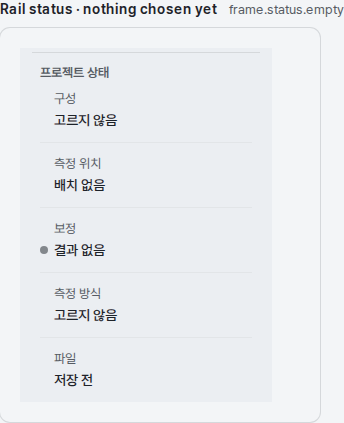 Rail status · nothing chosen yet frame.status.empty
프로젝트 상태
구성
고르지 않음
측정 위치
배치 없음
보정
결과 없음
측정 방식
고르지 않음
파일
저장 전